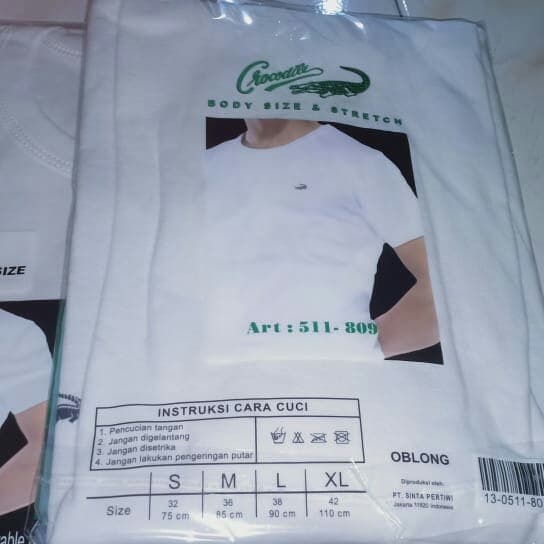 Crocodile
BODY SIZE & STRETCH
SIZE
Art : 511- 809
INSTRUKSI CARA CUCI
1. Pencucian tangan
2. Jangan digelantang
3. Jangan disetrika
4. Jangan lakukan pengeringan putar
S M L XL
Size 32 36 38 42
75 cm 85 cm 90 cm 110 cm
OBLONG
Diproduksi oleh:
PT. SINTA PERTIWI
Jakarta 11820 Indonesia
13-0511-80